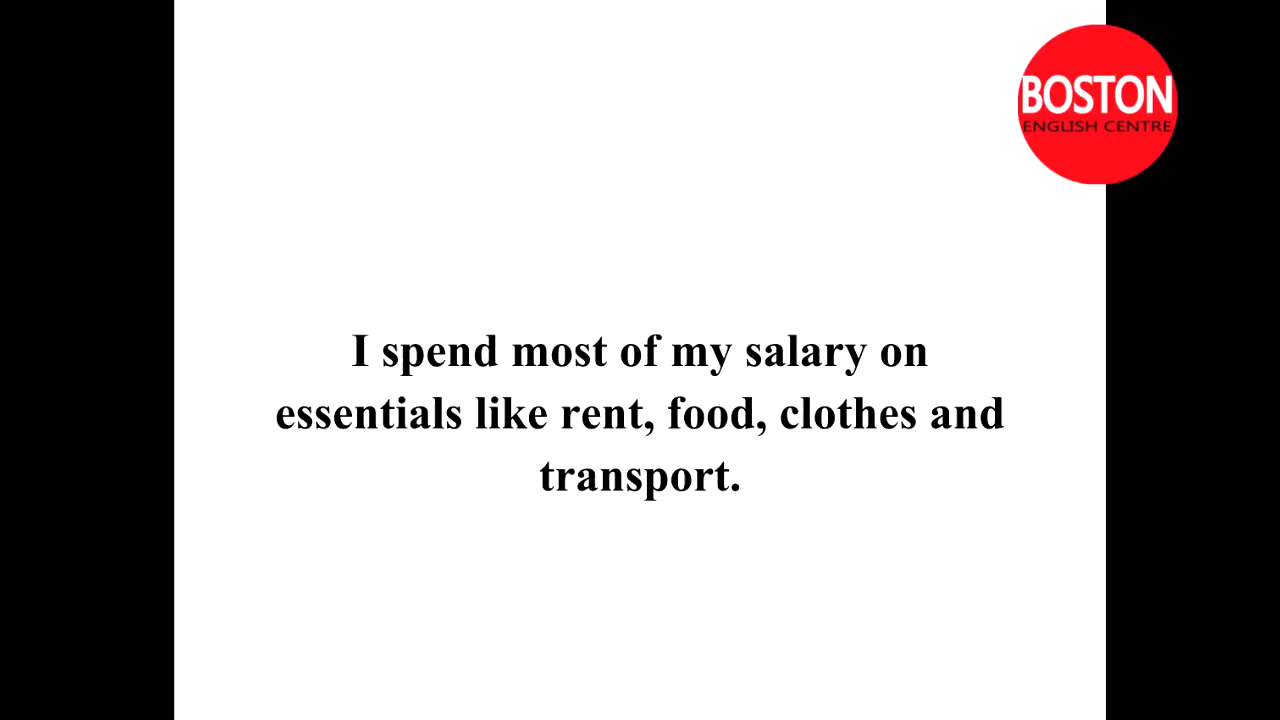 BOSTON
ENGLISH CENTRE
I spend most of my salary on
essentials like rent, food, clothes and
transport.